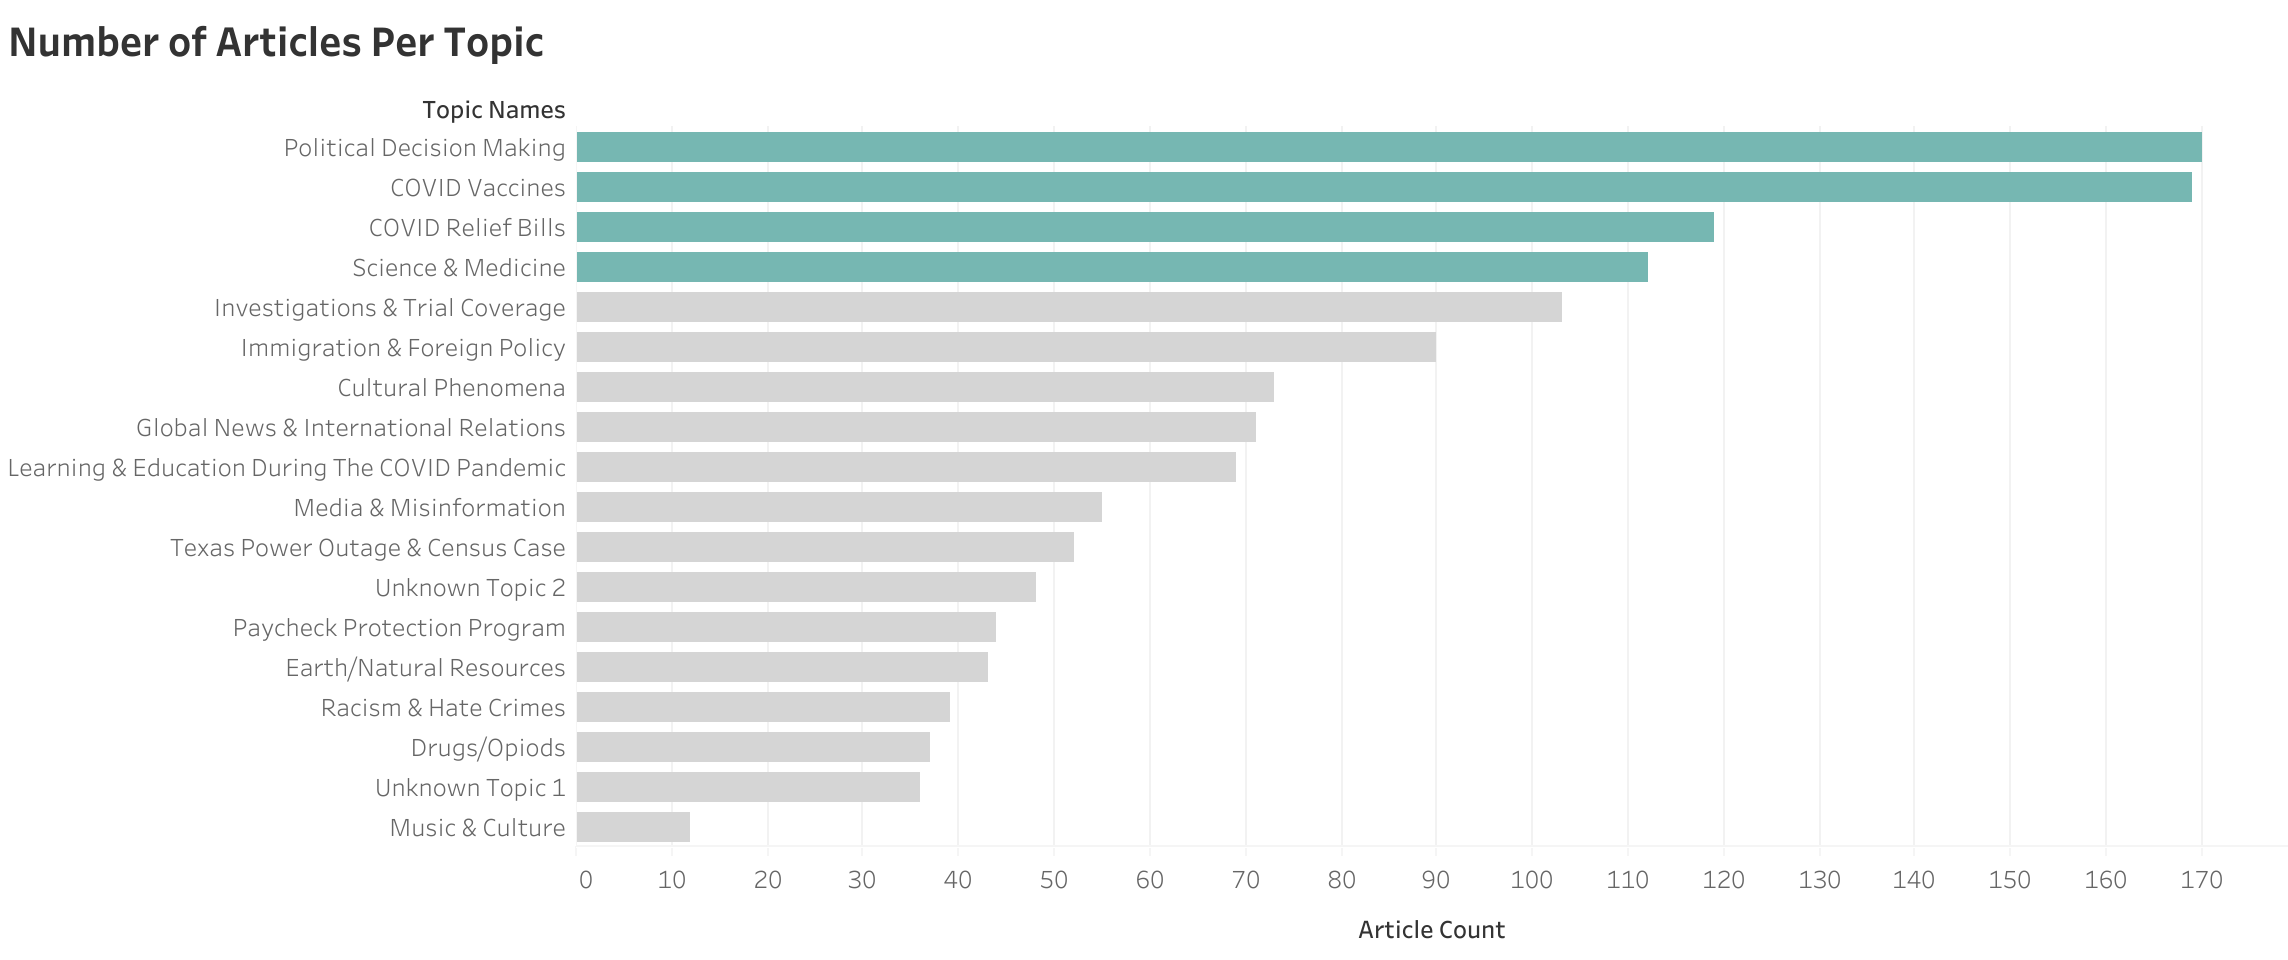 Number of Articles Per Topic
Topic Names
Political Decision Making
COVID Vaccines
COVID Relief Bills
Science & Medicine
Investigations & Trial Coverage
Immigration & Foreign Policy
Cultural Phenomena
Global News & International Relations
Learning & Education During The COVID Pandemic
Media & Misinformation
Texas Power Outage & Census Case
Unknown Topic 2
Paycheck Protection Program
Earth/Natural Resources
Racism & Hate Crimes
Drugs/Opiods
Unknown Topic 1
Music & Culture
0 10 20 30 40 50 60 70 80 90 100 110 120 130 140 150 160 170
Article Count